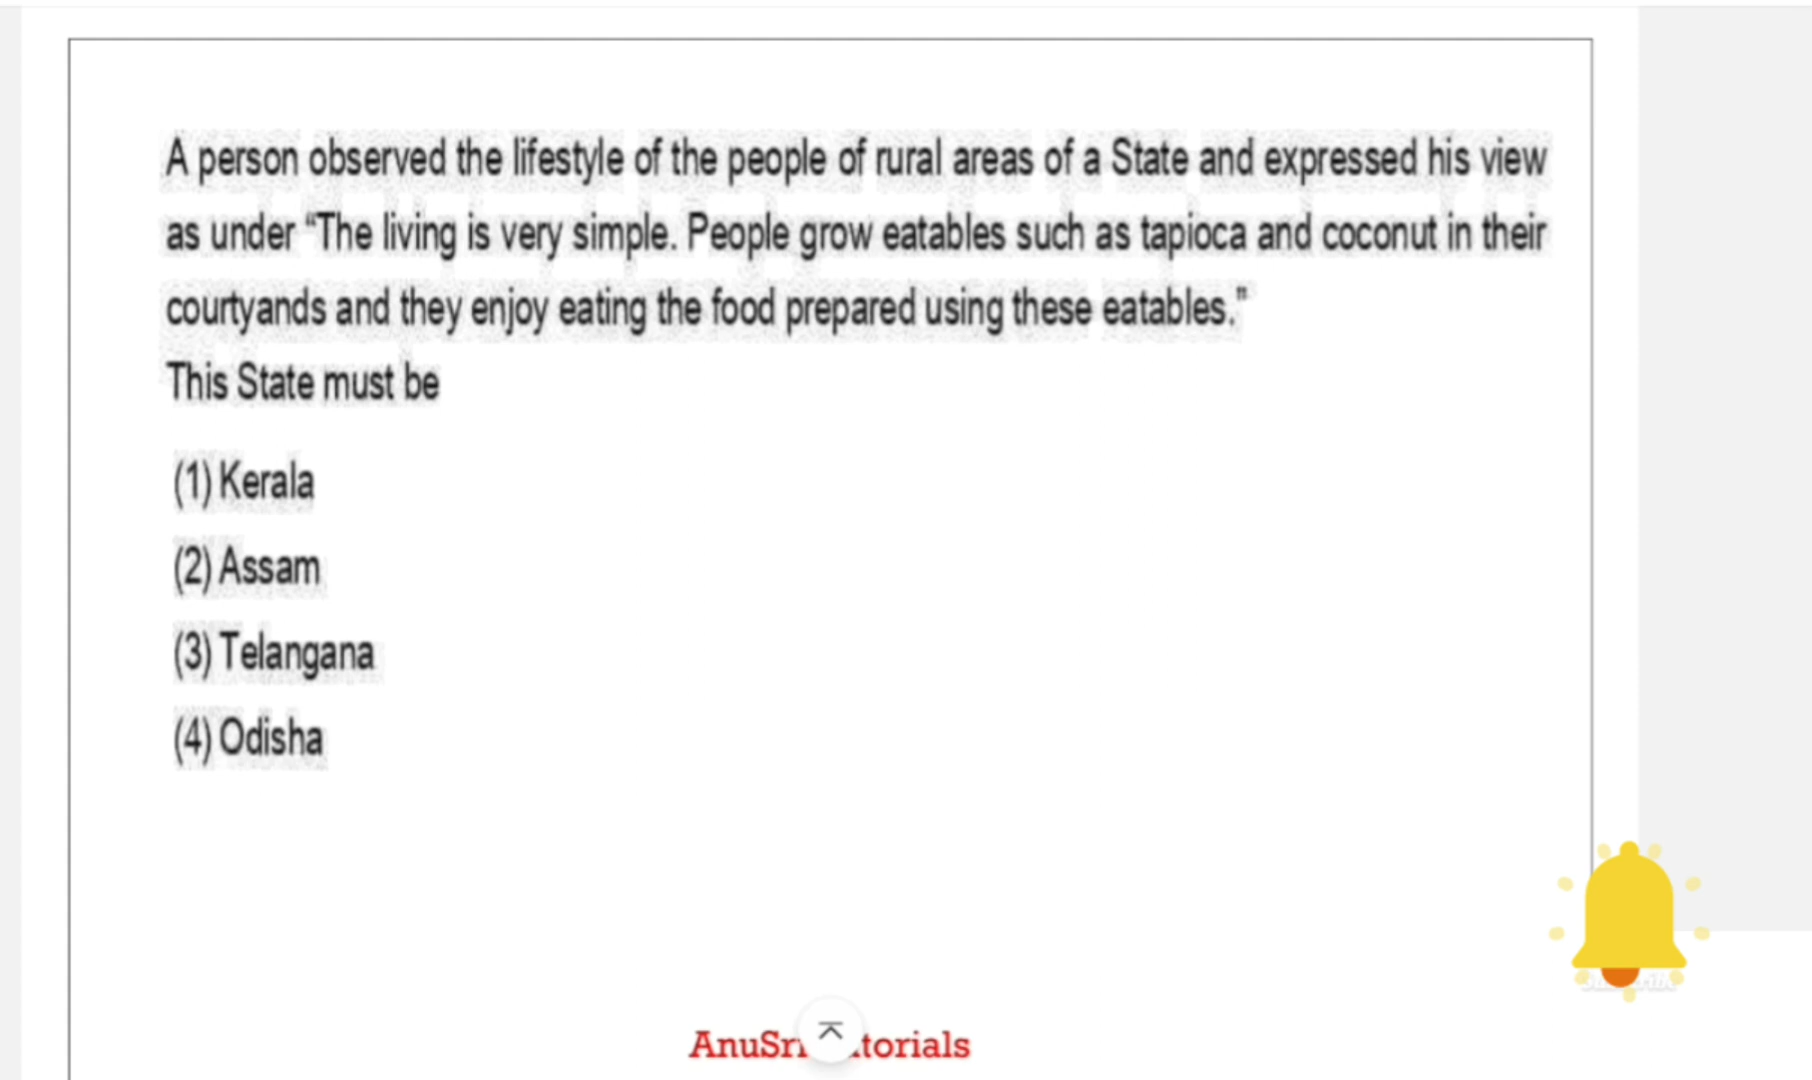 A person observed the lifestyle of the people of rural areas of a State and expressed his view
as under “The living is very simple. People grow eatables such as tapioca and coconut in their
courtyands and they enjoy eating the food prepared using these eatables.”
This State must be
(1) Kerala
(2) Assam
(3) Telangana
(4) Odisha